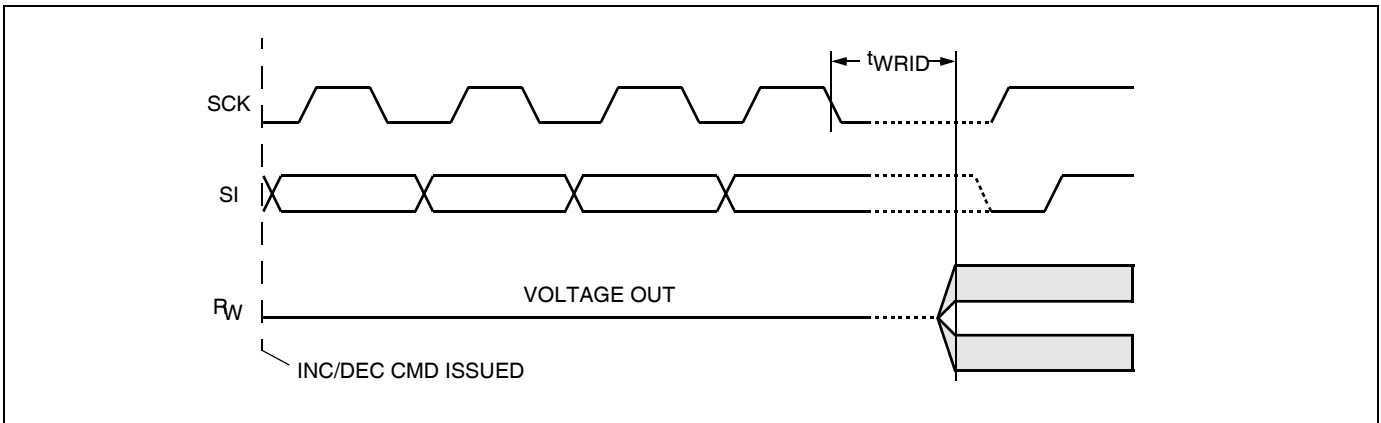 tWRID
SCK
SI
VOLTAGE OUT
RW
INC/DEC CMD ISSUED